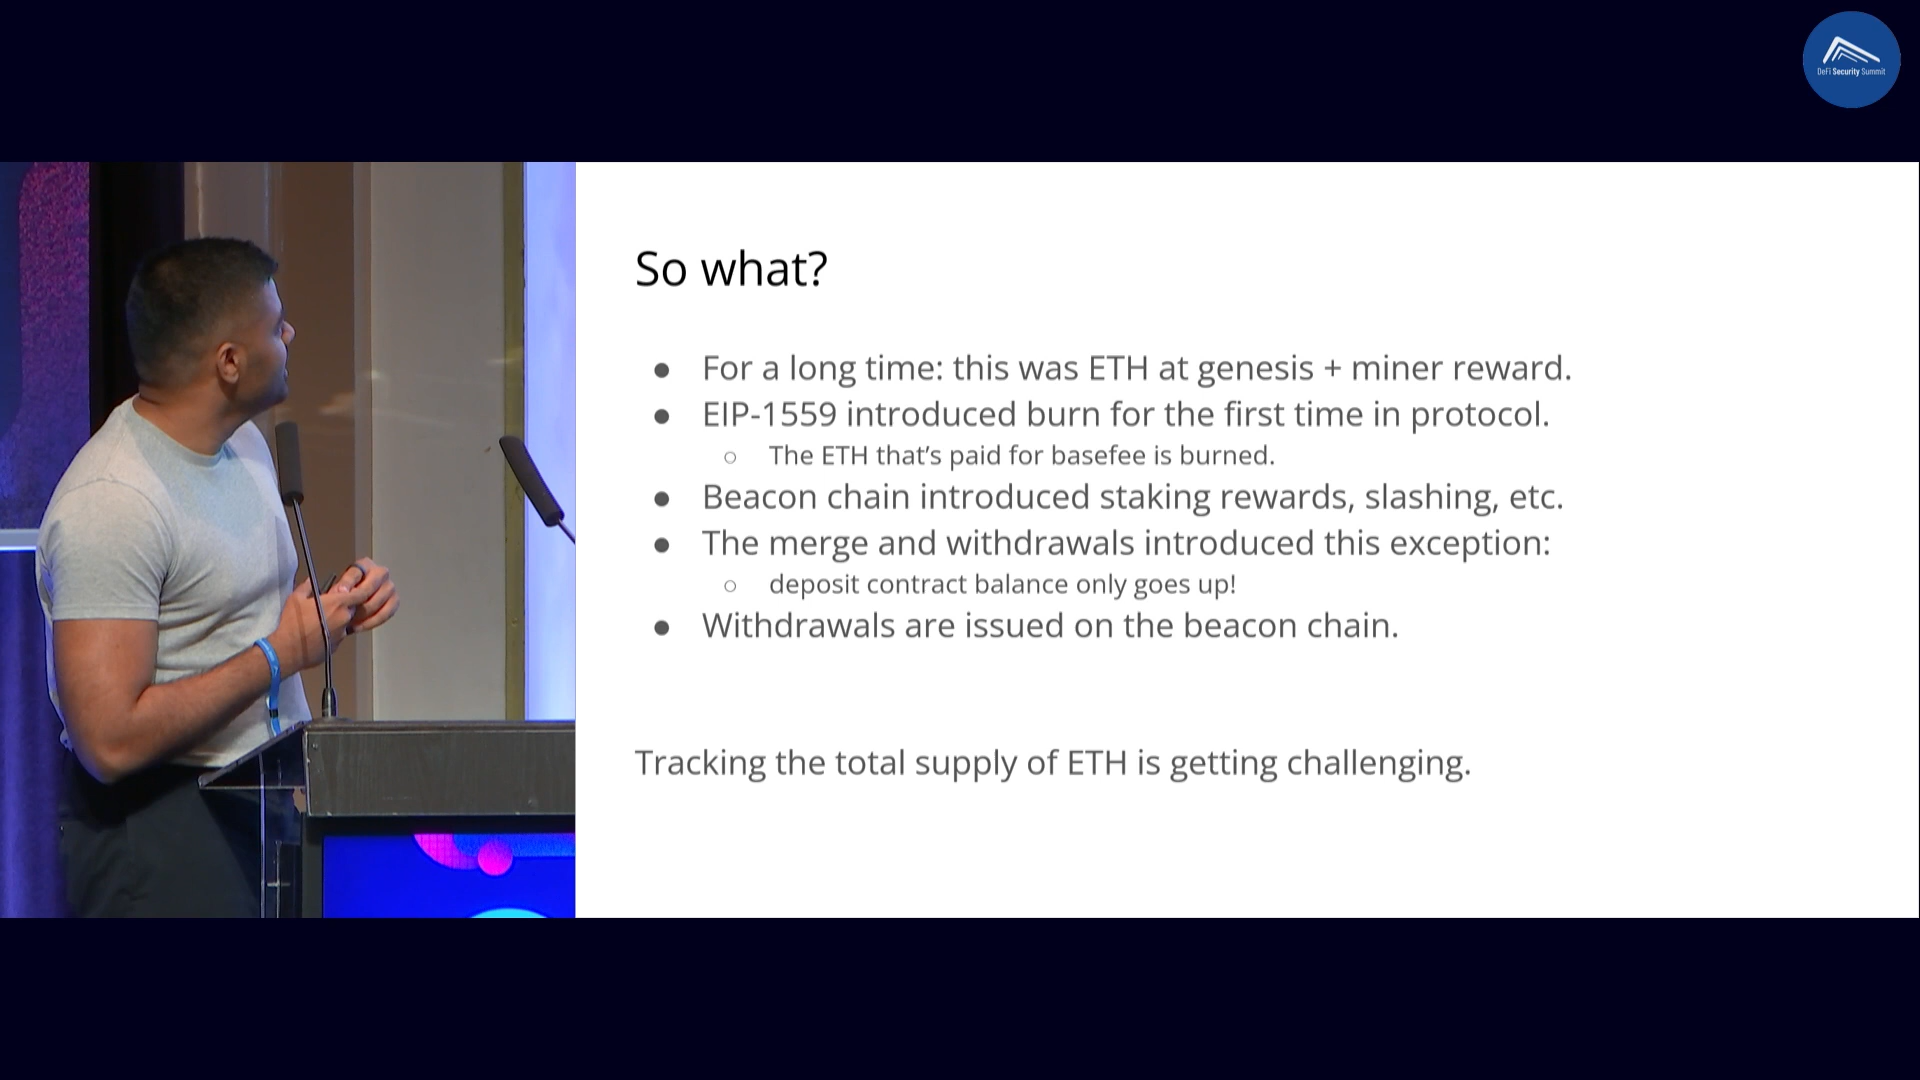 DeFi Security Summit
So what?
● For a long time: this was ETH at genesis + miner reward.
● EIP-1559 introduced burn for the first time in protocol.
○ The ETH that’s paid for basefee is burned.
● Beacon chain introduced staking rewards, slashing, etc.
● The merge and withdrawals introduced this exception:
○ deposit contract balance only goes up!
● Withdrawals are issued on the beacon chain.
Tracking the total supply of ETH is getting challenging.